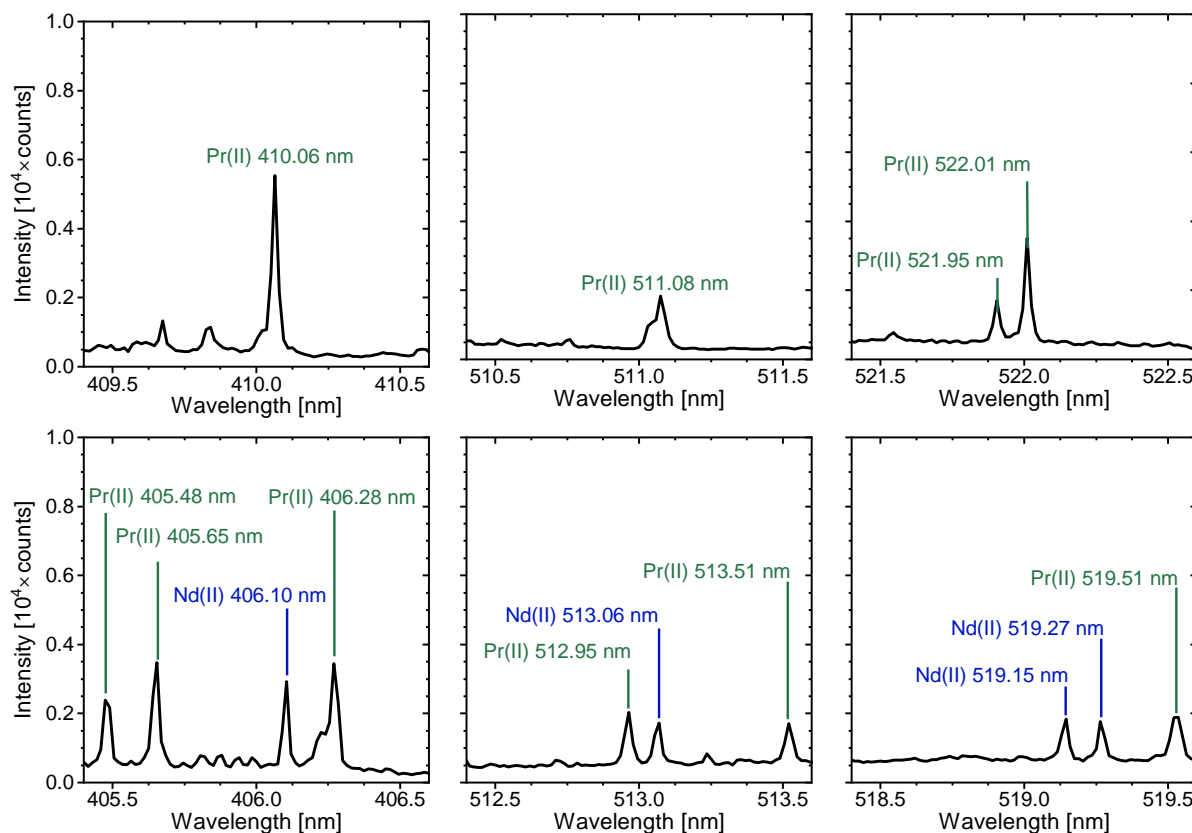 Intensity [10⁴×counts]
1.0
0.8
0.6
0.4
0.2
0.0
Pr(II) 410.06 nm
409.5 410.0 410.5
Wavelength [nm]
Pr(II) 511.08 nm
510.5 511.0 511.5
Wavelength [nm]
Pr(II) 522.01 nm
Pr(II) 521.95 nm
521.5 522.0 522.5
Wavelength [nm]
Intensity [10⁴×counts]
1.0
0.8
0.6
0.4
0.2
0.0
Pr(II) 405.48 nm
Pr(II) 406.28 nm
Pr(II) 405.65 nm
Nd(II) 406.10 nm
405.5 406.0 406.5
Wavelength [nm]
Pr(II) 513.51 nm
Nd(II) 513.06 nm
Pr(II) 512.95 nm
512.5 513.0 513.5
Wavelength [nm]
Pr(II) 519.51 nm
Nd(II) 519.27 nm
Nd(II) 519.15 nm
518.5 519.0 519.5
Wavelength [nm]